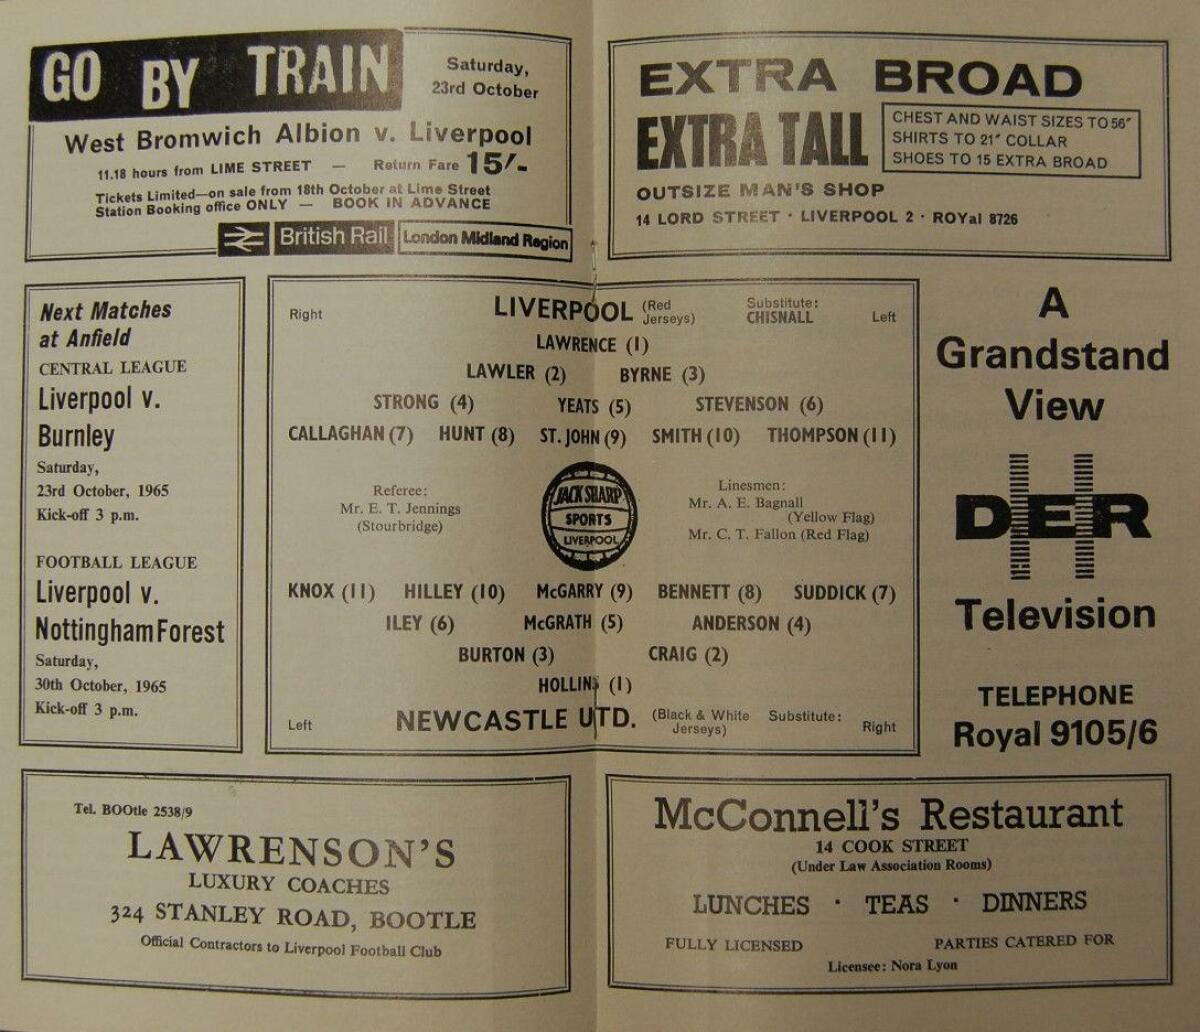 GO BY TRAIN
Saturday,
23rd October
West Bromwich Albion v. Liverpool
11.18 hours from LIME STREET — Return Fare 15/-
Tickets Limited—on sale from 18th October at Lime Street
Station Booking office ONLY — BOOK IN ADVANCE
British Rail London Midland Region
EXTRA BROAD
EXTRA TALL
CHEST AND WAIST SIZES TO 56"
SHIRTS TO 21" COLLAR
SHOES TO 15 EXTRA BROAD
OUTSIZE MAN'S SHOP
14 LORD STREET · LIVERPOOL 2 · ROYal 8726
Next Matches
at Anfield
CENTRAL LEAGUE
Liverpool v.
Burnley
Saturday,
23rd October, 1965
Kick-off 3 p.m.
FOOTBALL LEAGUE
Liverpool v.
Nottingham Forest
Saturday,
30th October, 1965
Kick-off 3 p.m.
Right
LIVERPOOL (Red
Jerseys)
Substitute:
CHISNALL
Left
LAWRENCE (1)
LAWLER (2) BYRNE (3)
STRONG (4) YEATS (5) STEVENSON (6)
CALLAGHAN (7) HUNT (8) ST. JOHN (9) SMITH (10) THOMPSON (11)
Referee:
Mr. E. T. Jennings
(Stourbridge)
JACK SHARP
SPORTS
LIVERPOOL
Linesmen:
Mr. A. E. Bagnall
(Yellow Flag)
Mr. C. T. Fallon (Red Flag)
KNOX (11) HILLEY (10) McGARRY (9) BENNETT (8) SUDDICK (7)
ILEY (6) McGRATH (5) ANDERSON (4)
BURTON (3) CRAIG (2)
HOLLINS (1)
Left
NEWCASTLE UTD. (Black & White
Jerseys)
Substitute:
Right
A
Grandstand
View
DER
Television
TELEPHONE
Royal 9105/6
Tel. BOOtle 2538/9
LAWRENSON'S
LUXURY COACHES
324 STANLEY ROAD, BOOTLE
Official Contractors to Liverpool Football Club
McConnell's Restaurant
14 COOK STREET
(Under Law Association Rooms)
LUNCHES · TEAS · DINNERS
FULLY LICENSED PARTIES CATERED FOR
Licensee: Nora Lyon